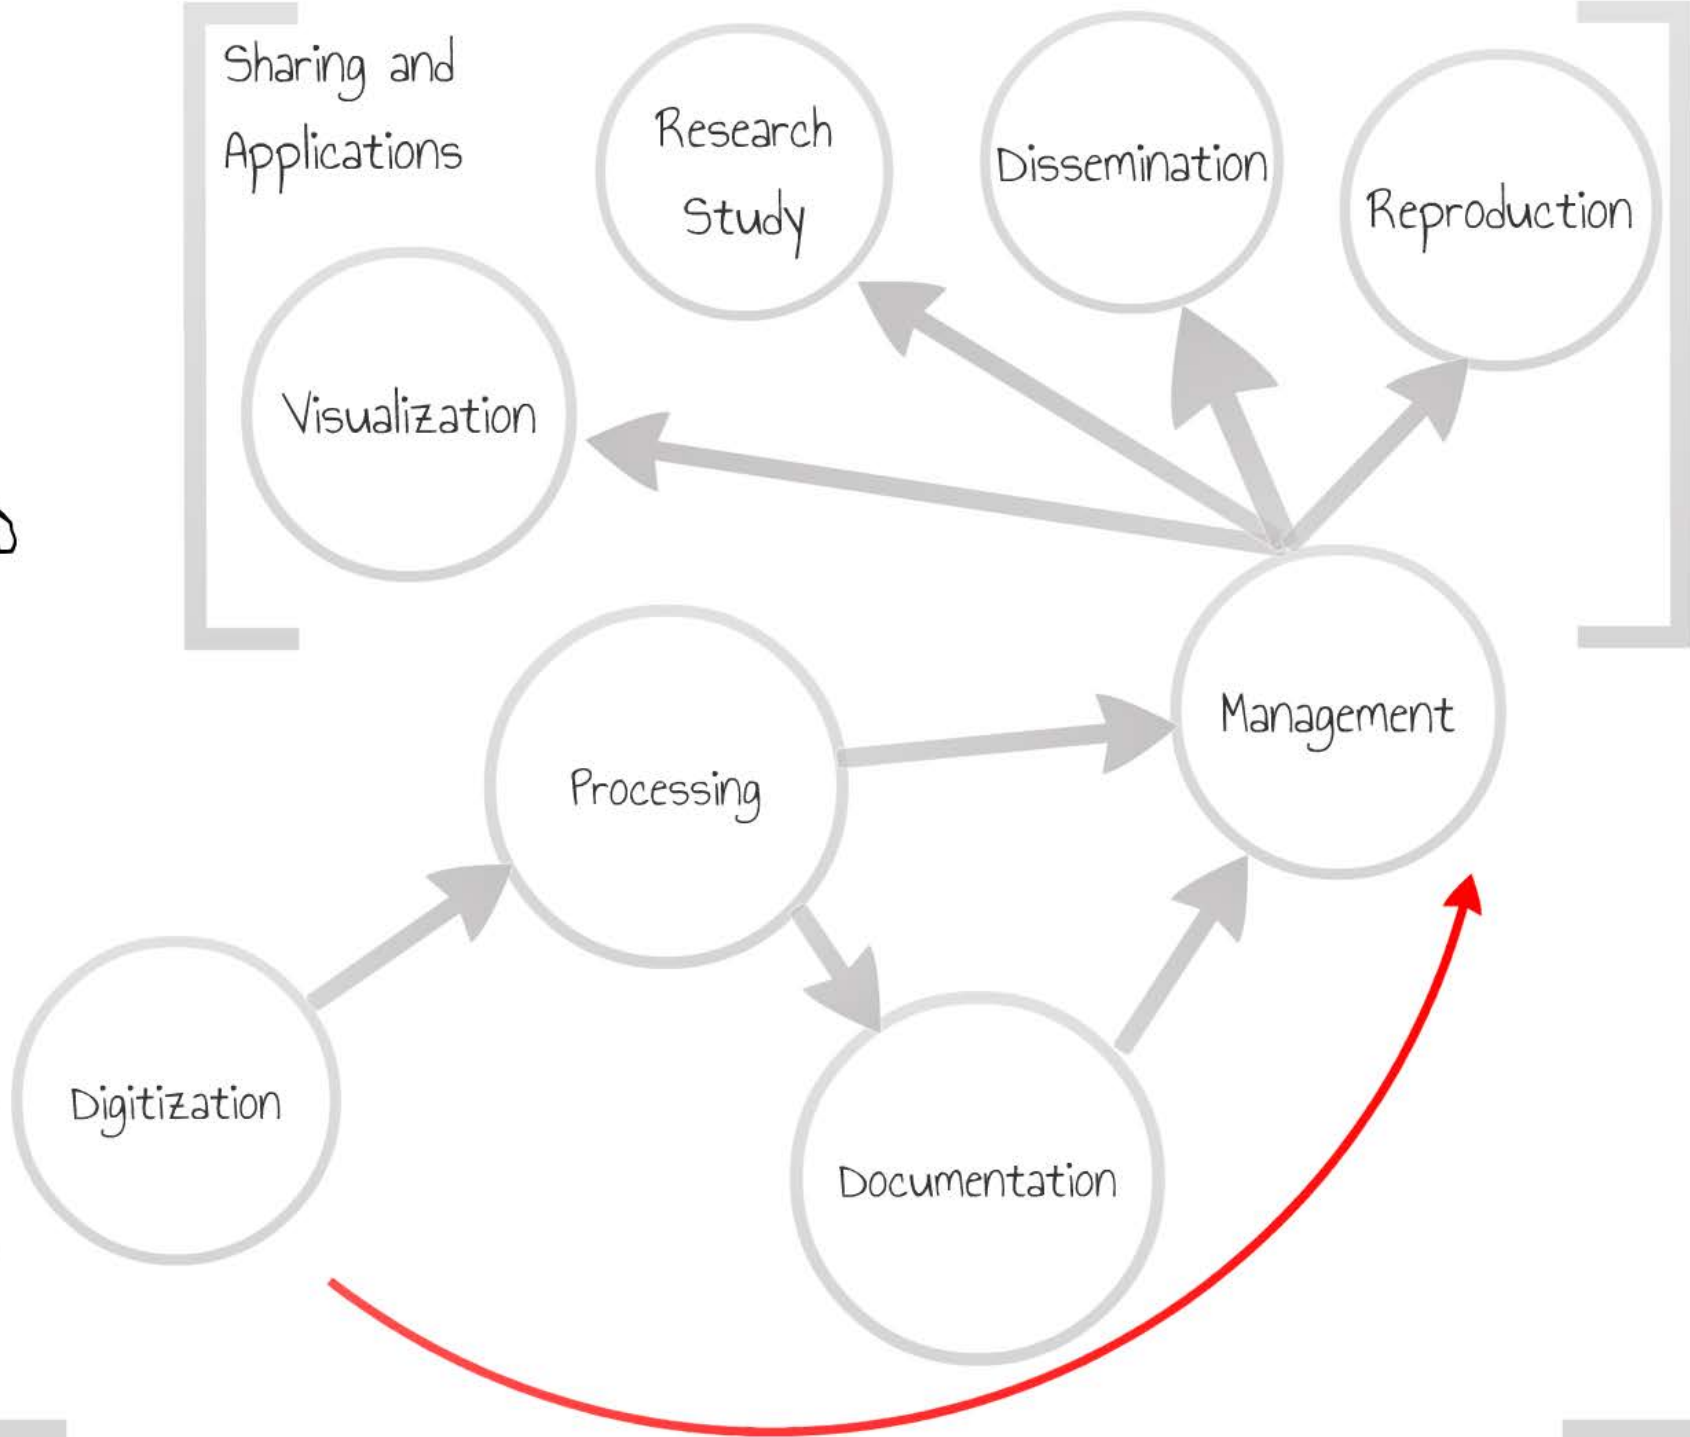 Sharing and
Applications
Research
Study
Dissemination
Reproduction
Visualization
Management
Processing
Digitization
Documentation